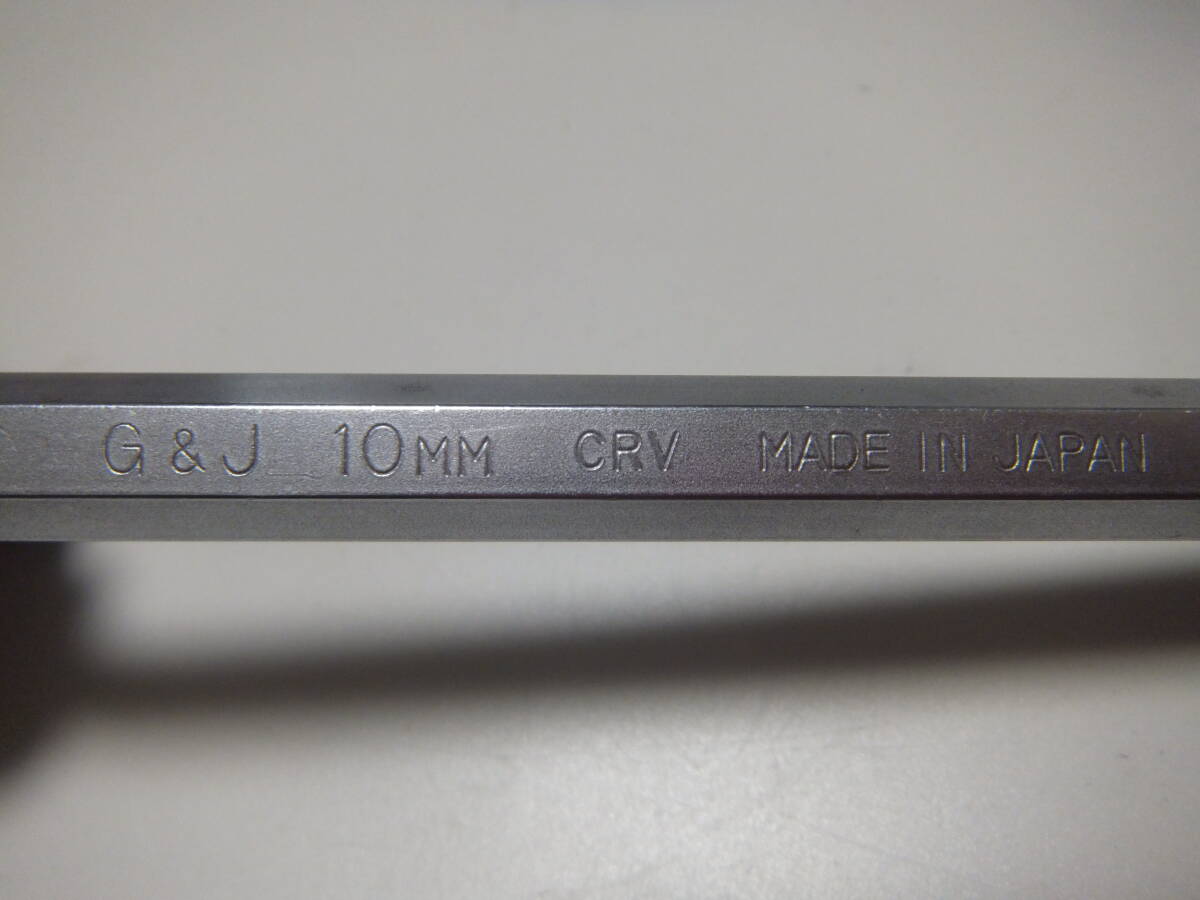 G & J 10MM CRV MADE IN JAPAN